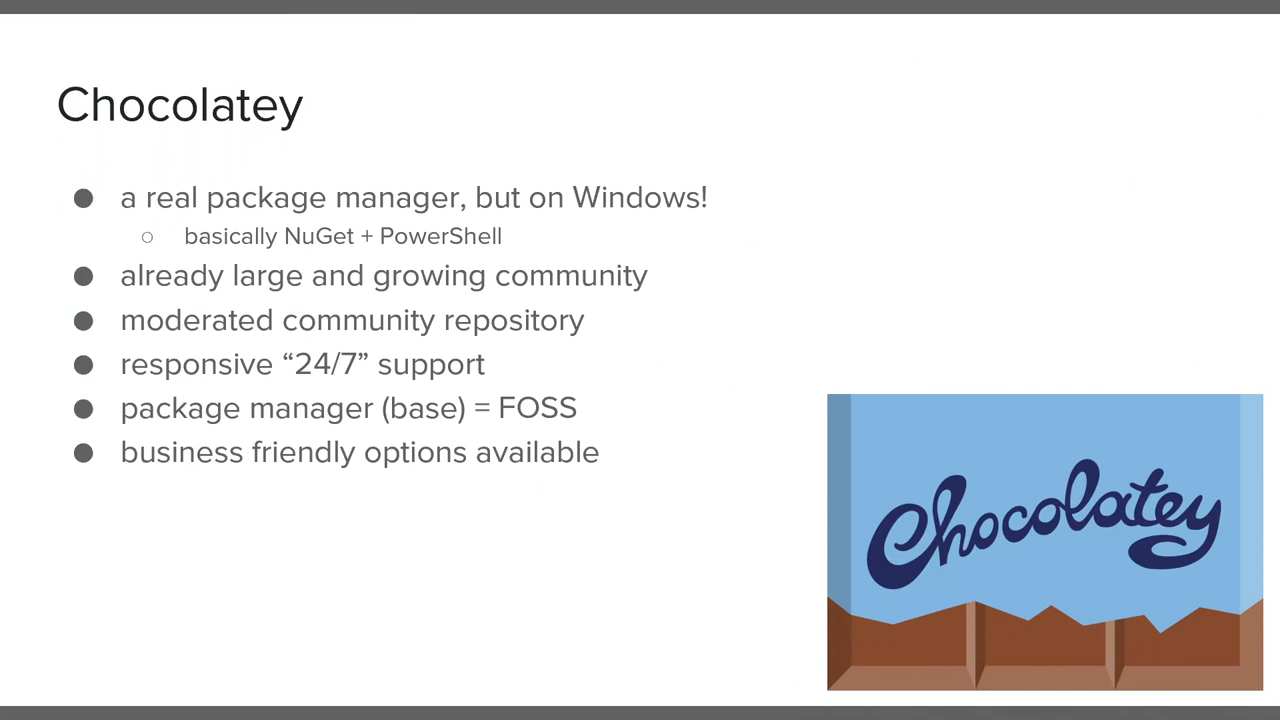 Chocolatey
● a real package manager, but on Windows!
○ basically NuGet + PowerShell
● already large and growing community
● moderated community repository
● responsive “24/7” support
● package manager (base) = FOSS
● business friendly options available
Chocolatey